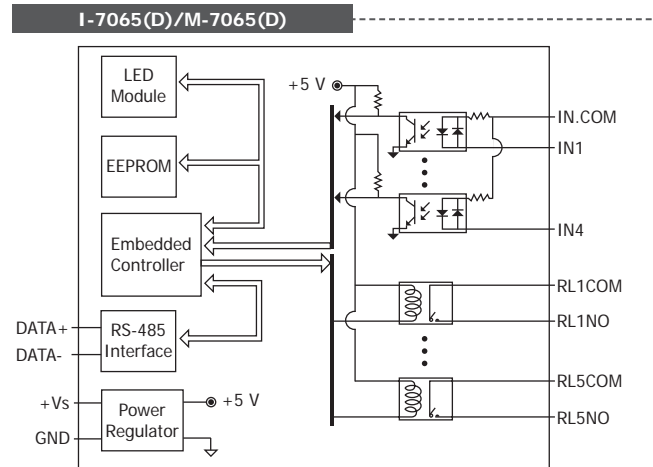 I-7065(D)/M-7065(D)
LED
Module
EEPROM
Embedded
Controller
DATA+
DATA-
RS-485
Interface
+Vs
GND
Power
Regulator
+5 V
+5 V
IN.COM
IN1
IN4
RL1COM
RL1NO
RL5COM
RL5NO